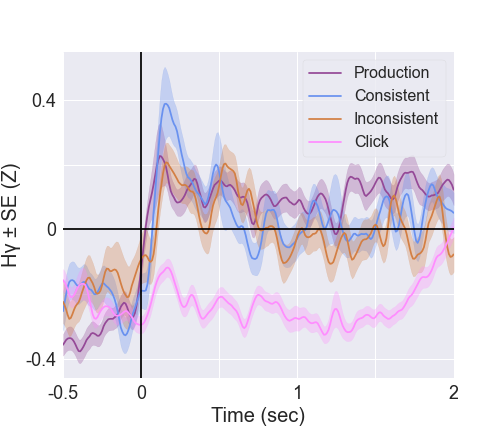 Production
Consistent
Inconsistent
Click
Hγ ± SE (Z)
0.4
0
-0.4
-0.5 0 1 2
Time (sec)